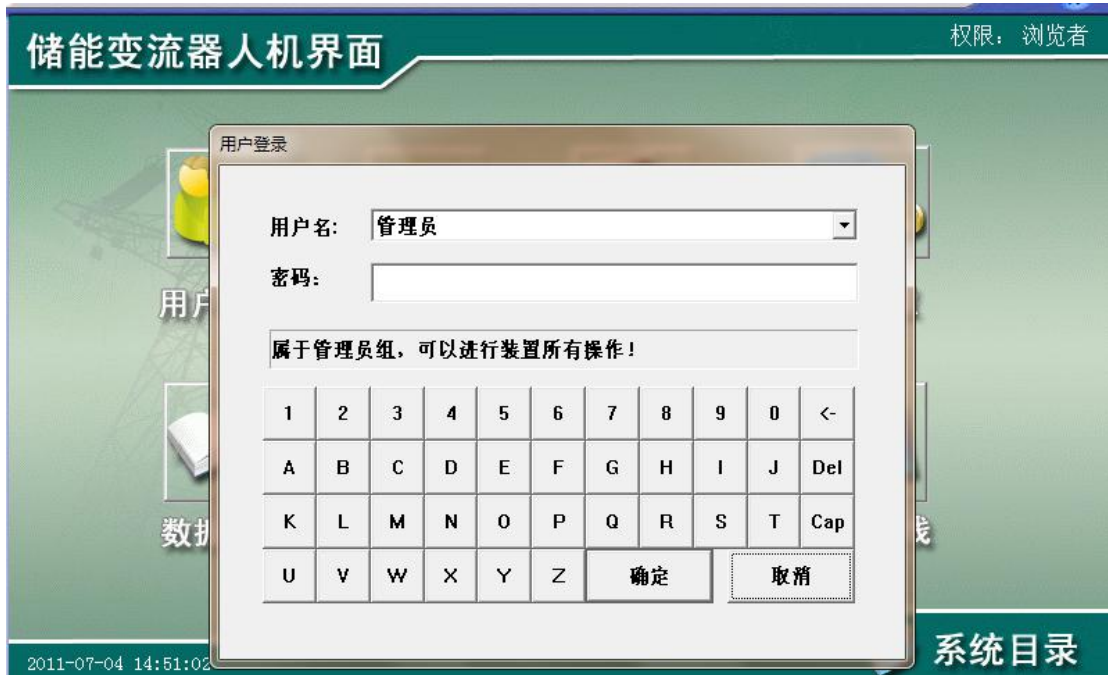 储能变流器人机界面
权限: 浏览者
用户登录
用户名: 管理员
密码:
属于管理员组,可以进行装置所有操作!
1 2 3 4 5 6 7 8 9 0 <-
A B C D E F G H I J Del
K L M N O P Q R S T Cap
U V W X Y Z 确定 取消
用户
数据
线
2011-07-04 14:51:02
系统目录